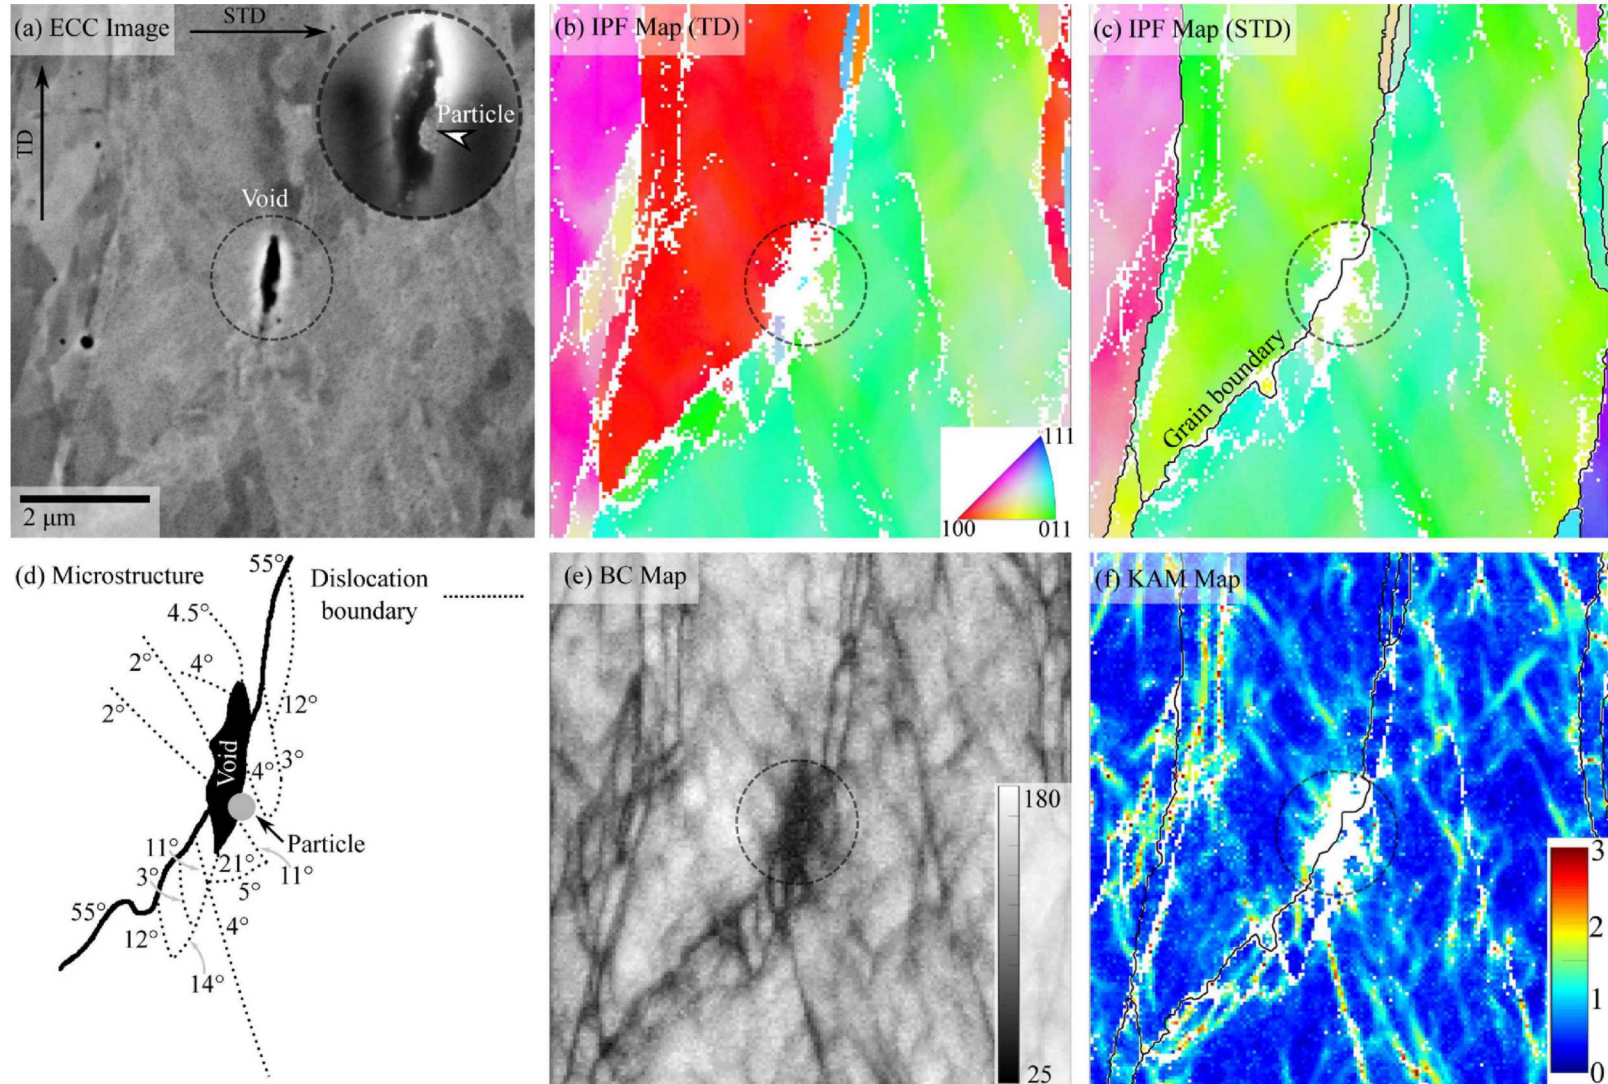 (a) ECC Image
STD
TD
Particle
Void
2 μm
(b) IPF Map (TD)
111
100
011
(c) IPF Map (STD)
Grain boundary
(d) Microstructure
55°
Dislocation
boundary
4.5°
2°
4°
2°
12°
Void
3°
4°
Particle
11°
21°
11°
3°
5°
55°
12°
4°
14°
(e) BC Map
180
25
(f) KAM Map
3
2
1
0